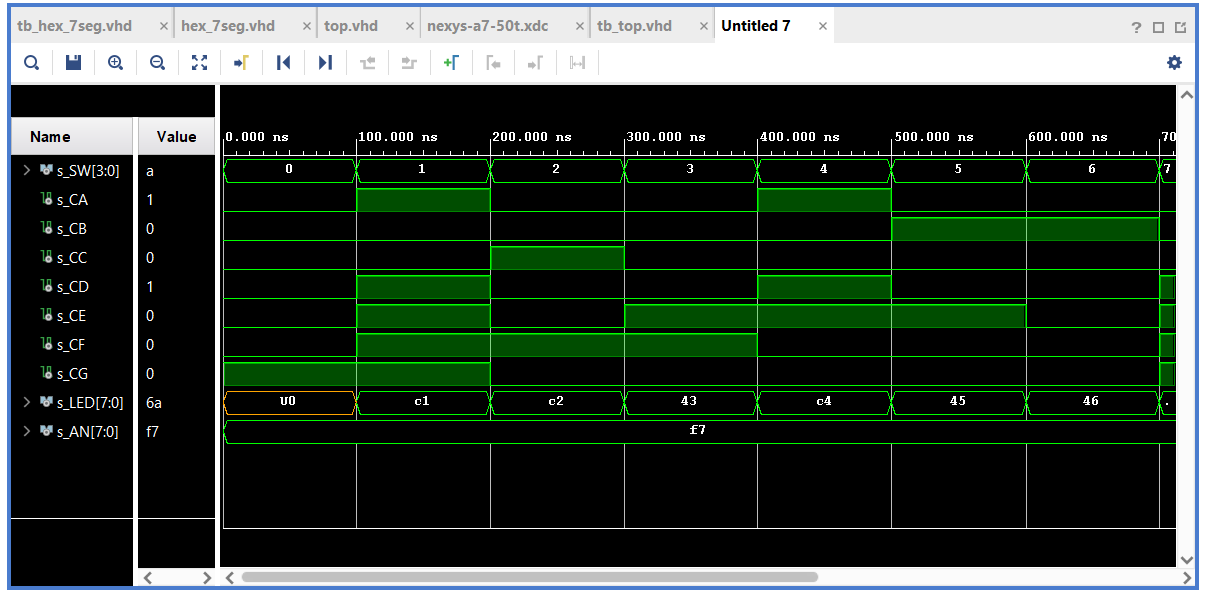 tb_hex_7seg.vhd × hex_7seg.vhd × top.vhd × nexys-a7-50t.xdc × tb_top.vhd × Untitled 7 × ?
Name Value 0.000 ns 100.000 ns 200.000 ns 300.000 ns 400.000 ns 500.000 ns 600.000 ns 70
s_SW[3:0] a 0 1 2 3 4 5 6 7
s_CA 1
s_CB 0
s_CC 0
s_CD 1
s_CE 0
s_CF 0
s_CG 0
s_LED[7:0] 6a U0 c1 c2 43 c4 45 46 .
s_AN[7:0] f7 f7